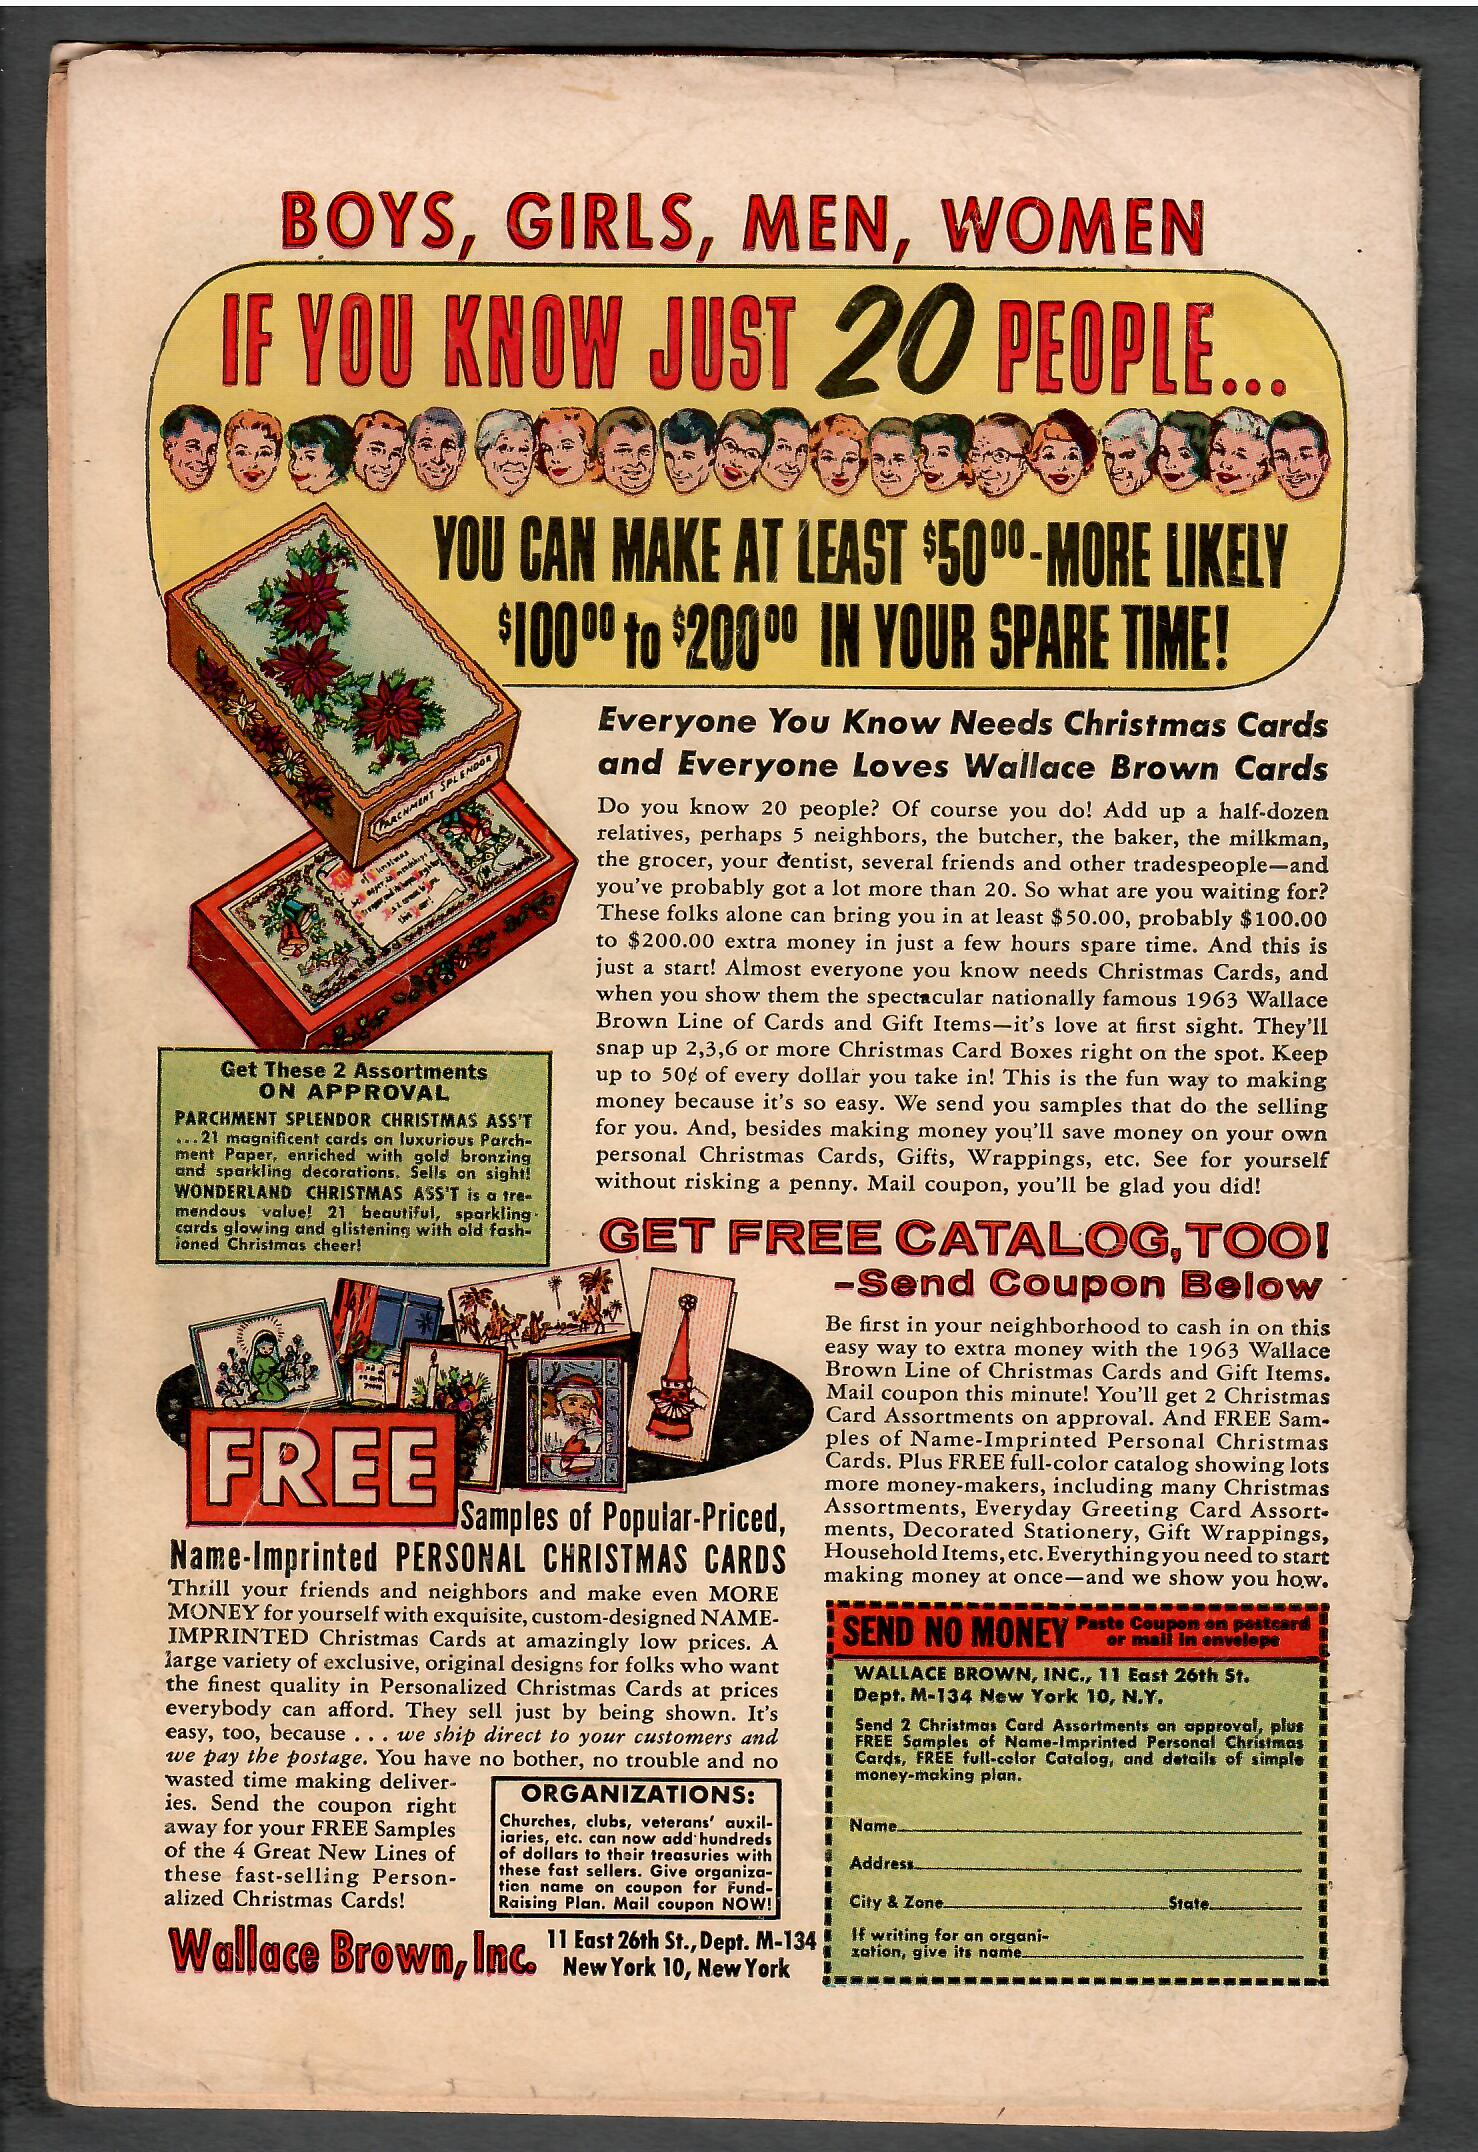 BOYS, GIRLS, MEN, WOMEN
IF YOU KNOW JUST 20 PEOPLE...
YOU CAN MAKE AT LEAST $50⁰⁰-MORE LIKELY
$100⁰⁰ to $200⁰⁰ IN YOUR SPARE TIME!
PARCHMENT SPLENDOR
Everyone You Know Needs Christmas Cards
and Everyone Loves Wallace Brown Cards
Do you know 20 people? Of course you do! Add up a half-dozen
relatives, perhaps 5 neighbors, the butcher, the baker, the milkman,
the grocer, your dentist, several friends and other tradespeople—and
you've probably got a lot more than 20. So what are you waiting for?
These folks alone can bring you in at least $50.00, probably $100.00
to $200.00 extra money in just a few hours spare time. And this is
just a start! Almost everyone you know needs Christmas Cards, and
when you show them the spectacular nationally famous 1963 Wallace
Brown Line of Cards and Gift Items—it's love at first sight. They'll
snap up 2,3,6 or more Christmas Card Boxes right on the spot. Keep
up to 50¢ of every dollar you take in! This is the fun way to making
money because it's so easy. We send you samples that do the selling
for you. And, besides making money you'll save money on your own
personal Christmas Cards, Gifts, Wrappings, etc. See for yourself
without risking a penny. Mail coupon, you'll be glad you did!
Get These 2 Assortments
ON APPROVAL
PARCHMENT SPLENDOR CHRISTMAS ASS'T
...21 magnificent cards on luxurious Parch-
ment Paper, enriched with gold bronzing
and sparkling decorations. Sells on sight!
WONDERLAND CHRISTMAS ASS'T is a tre-
mendous value! 21 beautiful, sparkling
cards glowing and glistening with old fash-
ioned Christmas cheer!
GET FREE CATALOG, TOO!
-Send Coupon Below
Be first in your neighborhood to cash in on this
easy way to extra money with the 1963 Wallace
Brown Line of Christmas Cards and Gift Items.
Mail coupon this minute! You'll get 2 Christmas
Card Assortments on approval. And FREE Sam-
ples of Name-Imprinted Personal Christmas
Cards. Plus FREE full-color catalog showing lots
more money-makers, including many Christmas
Assortments, Everyday Greeting Card Assort-
ments, Decorated Stationery, Gift Wrappings,
Household Items, etc. Everything you need to start
making money at once—and we show you how.
FREE
Samples of Popular-Priced,
Name-Imprinted PERSONAL CHRISTMAS CARDS
Thrill your friends and neighbors and make even MORE
MONEY for yourself with exquisite, custom-designed NAME-
IMPRINTED Christmas Cards at amazingly low prices. A
large variety of exclusive, original designs for folks who want
the finest quality in Personalized Christmas Cards at prices
everybody can afford. They sell just by being shown. It's
easy, too, because . . . we ship direct to your customers and
we pay the postage. You have no bother, no trouble and no
wasted time making deliver-
ies. Send the coupon right
away for your FREE Samples
of the 4 Great New Lines of
these fast-selling Person-
alized Christmas Cards!
ORGANIZATIONS:
Churches, clubs, veterans' auxil-
iaries, etc. can now add hundreds
of dollars to their treasuries with
these fast sellers. Give organiza-
tion name on coupon for Fund-
Raising Plan. Mail coupon NOW!
Wallace Brown, Inc.
11 East 26th St., Dept. M-134
New York 10, New York
SEND NO MONEY Paste Coupon on postcard
or mail in envelope
WALLACE BROWN, INC., 11 East 26th St.
Dept. M-134 New York 10, N.Y.
Send 2 Christmas Card Assortments on approval, plus
FREE Samples of Name-Imprinted Personal Christmas
Cards, FREE full-color Catalog, and details of simple
money-making plan.
Name
Address
City & Zone State
If writing for an organi-
zation, give its name